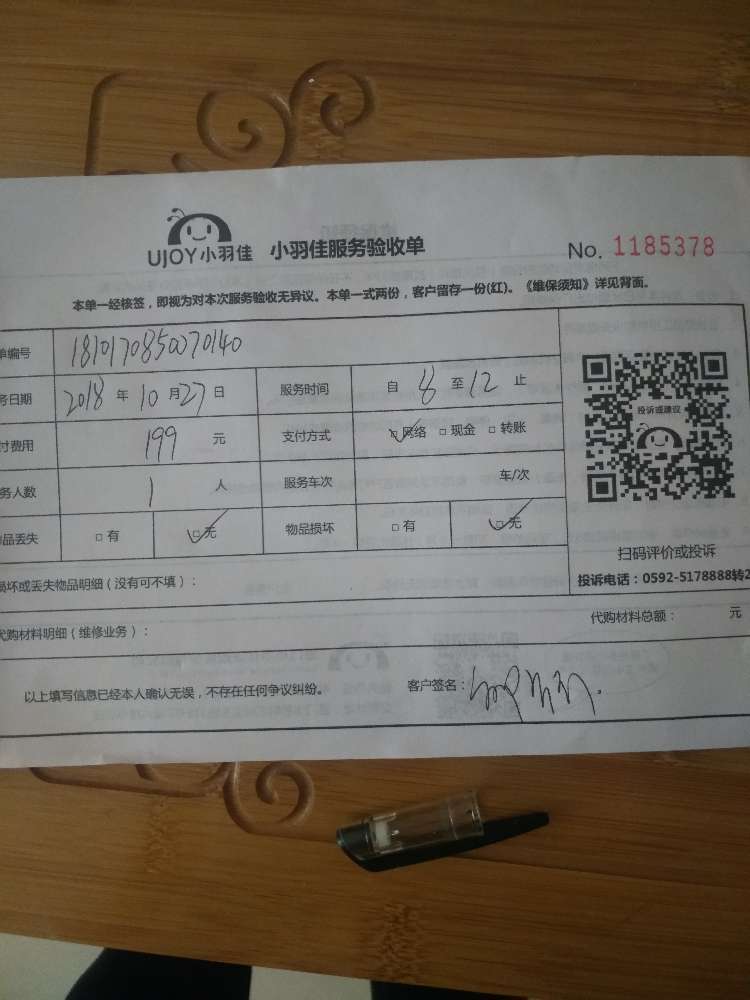 UJOY小羽佳 小羽佳服务验收单 No. 1185378
本单一经核签，即视为对本次服务验收无异议。本单一式两份，客户留存一份(红)。《维保须知》详见背面。
单编号 1810170850070140
务日期 2018 年 10 月 27 日 服务时间 自 8 至 12 止
付费用 199 元 支付方式 □网络 □现金 □转账
务人数 1 人 服务车次 车/次
品丢失 □有 □无 物品损坏 □有 □无
投诉或建议
扫码评价或投诉
投诉电话：0592-5178888转2
损坏或丢失物品明细（没有可不填）：
代购材料明细（维修业务）： 代购材料总额： 元
以上填写信息已经本人确认无误，不存在任何争议纠纷。 客户签名：